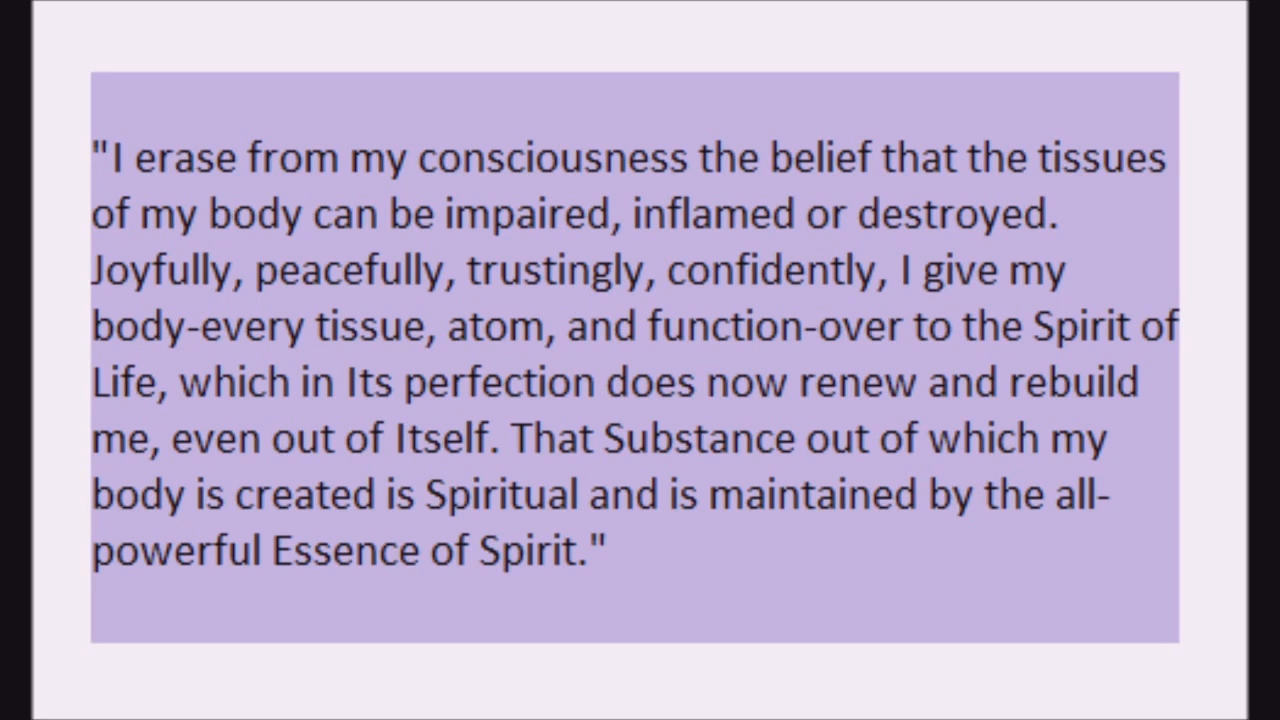 "I erase from my consciousness the belief that the tissues
of my body can be impaired, inflamed or destroyed.
Joyfully, peacefully, trustingly, confidently, I give my
body-every tissue, atom, and function-over to the Spirit of
Life, which in Its perfection does now renew and rebuild
me, even out of Itself. That Substance out of which my
body is created is Spiritual and is maintained by the all-
powerful Essence of Spirit."